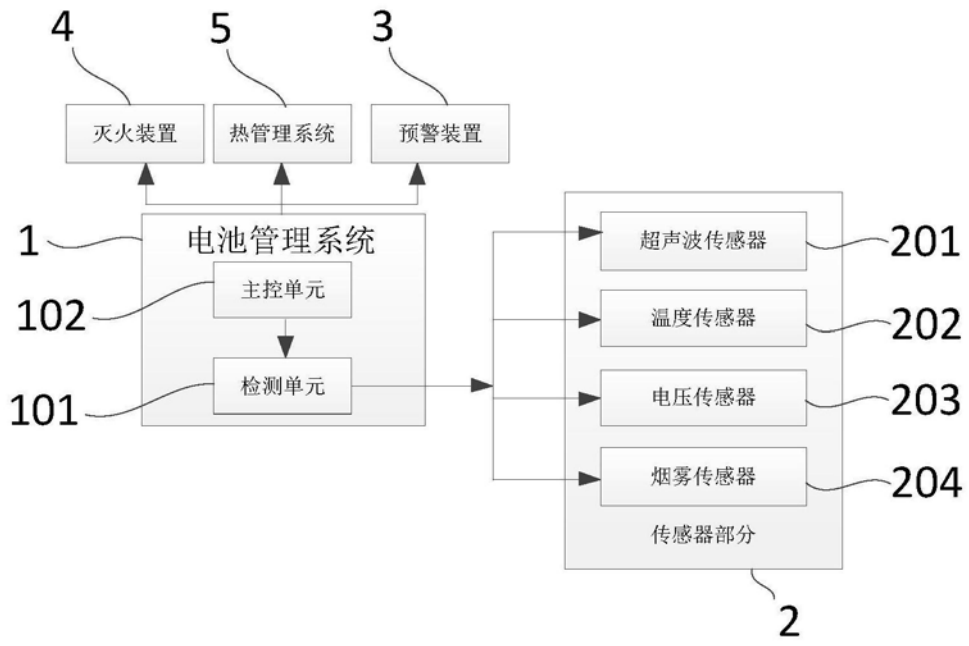 4
5
3
灭火装置
热管理系统
预警装置
1
电池管理系统
102
主控单元
101
检测单元
超声波传感器
201
温度传感器
202
电压传感器
203
烟雾传感器
204
传感器部分
2